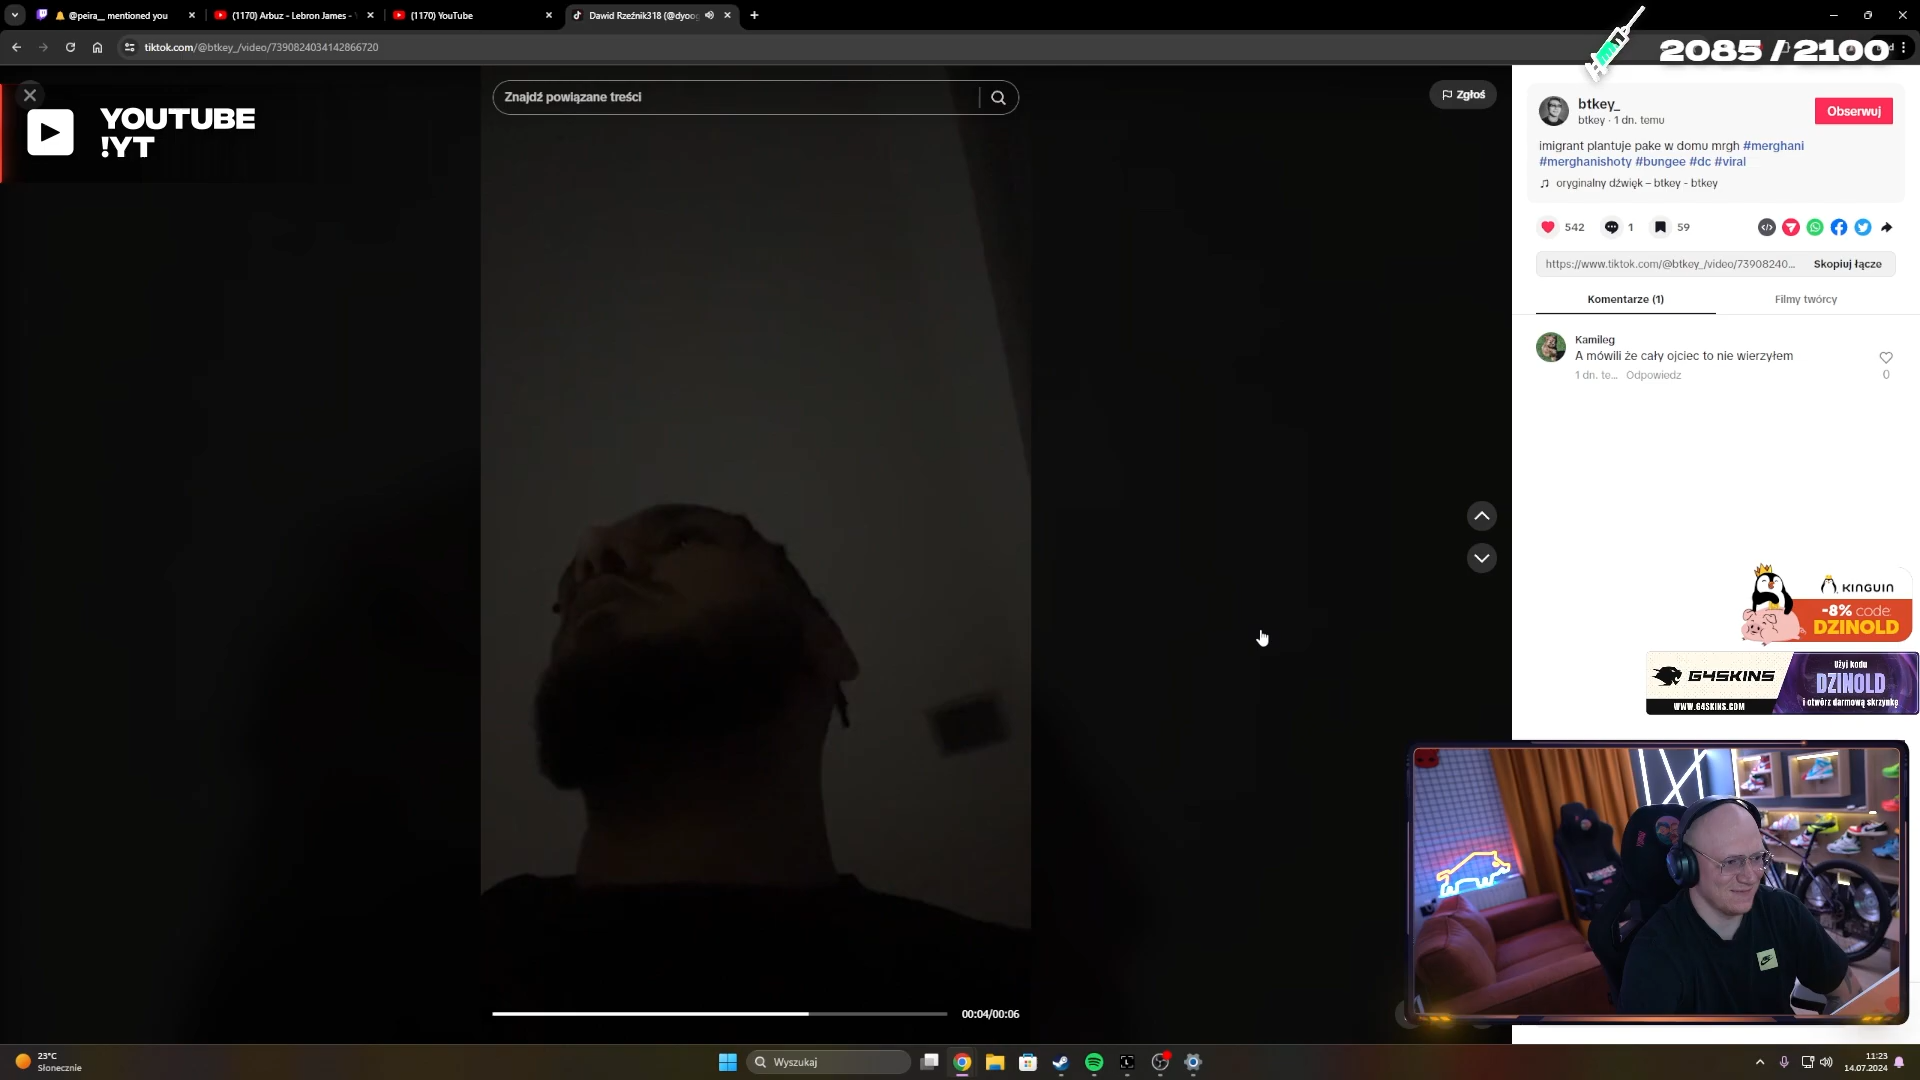 @peira__ mentioned you
(1170) Arbuz - Lebron James -
(1170) YouTube
Dawid Rzeźnik318 (@dyoo
tiktok.com/@btkey_/video/7390824034142866720
2085 / 2100
YOUTUBE
!YT
Znajdź powiązane treści
Zgłoś
btkey_
btkey · 1 dn. temu
Obserwuj
imigrant plantuje pake w domu mrgh #merghani
#merghanishoty #bungee #dc #viral
oryginalny dźwięk – btkey - btkey
542
1
59
https://www.tiktok.com/@btkey_/video/73908240...
Skopiuj łącze
Komentarze (1)
Filmy twórcy
Kamileg
A mówili że cały ojciec to nie wierzyłem
1 dn. te...
Odpowiedz
0
KINGUIN
-8% code:
DZINOLD
G4SKINS
WWW.G4SKINS.COM
Użyj kodu
DZINOLD
i otwórz darmową skrzynkę
00:04/00:06
23°C
Słonecznie
Wyszukaj
11:23
14.07.2024